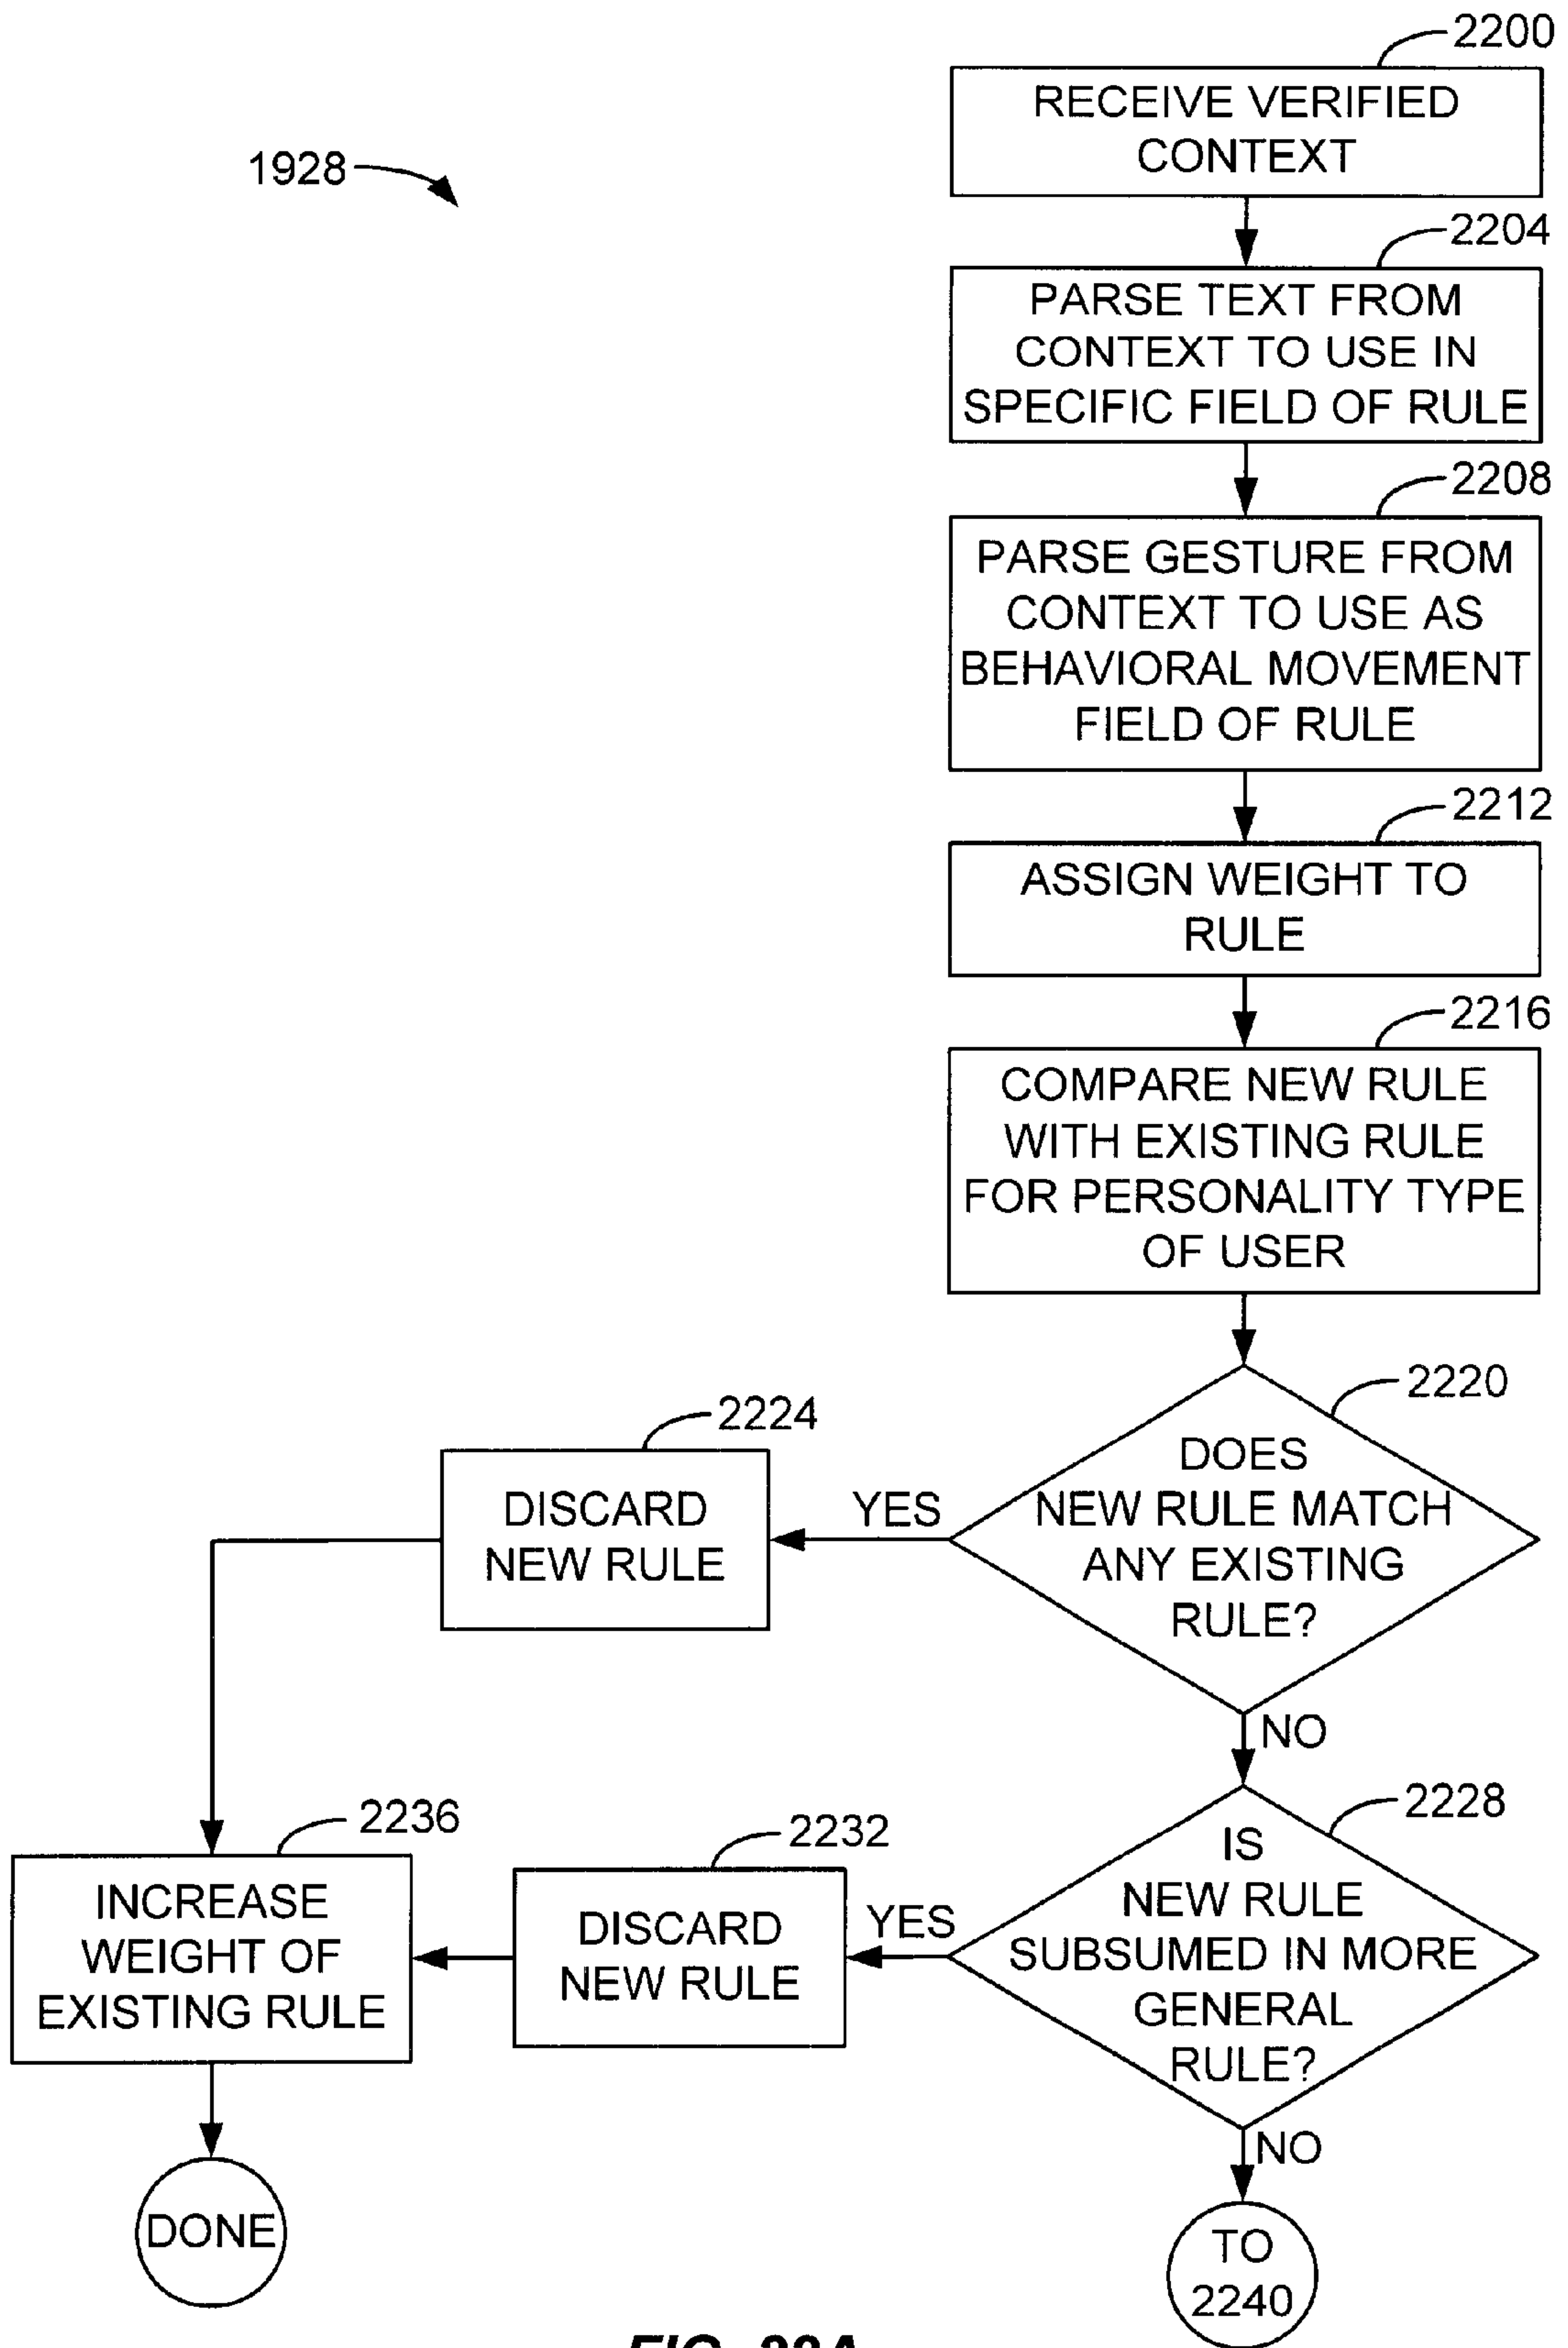 2200
RECEIVE VERIFIED
CONTEXT
1928
2204
PARSE TEXT FROM
CONTEXT TO USE IN
SPECIFIC FIELD OF RULE
2208
PARSE GESTURE FROM
CONTEXT TO USE AS
BEHAVIORAL MOVEMENT
FIELD OF RULE
2212
ASSIGN WEIGHT TO
RULE
2216
COMPARE NEW RULE
WITH EXISTING RULE
FOR PERSONALITY TYPE
OF USER
2220
DOES
NEW RULE MATCH
ANY EXISTING
RULE?
YES
2224
DISCARD
NEW RULE
NO
2228
IS
NEW RULE
SUBSUMED IN MORE
GENERAL
RULE?
YES
2232
DISCARD
NEW RULE
2236
INCREASE
WEIGHT OF
EXISTING RULE
DONE
NO
TO
2240